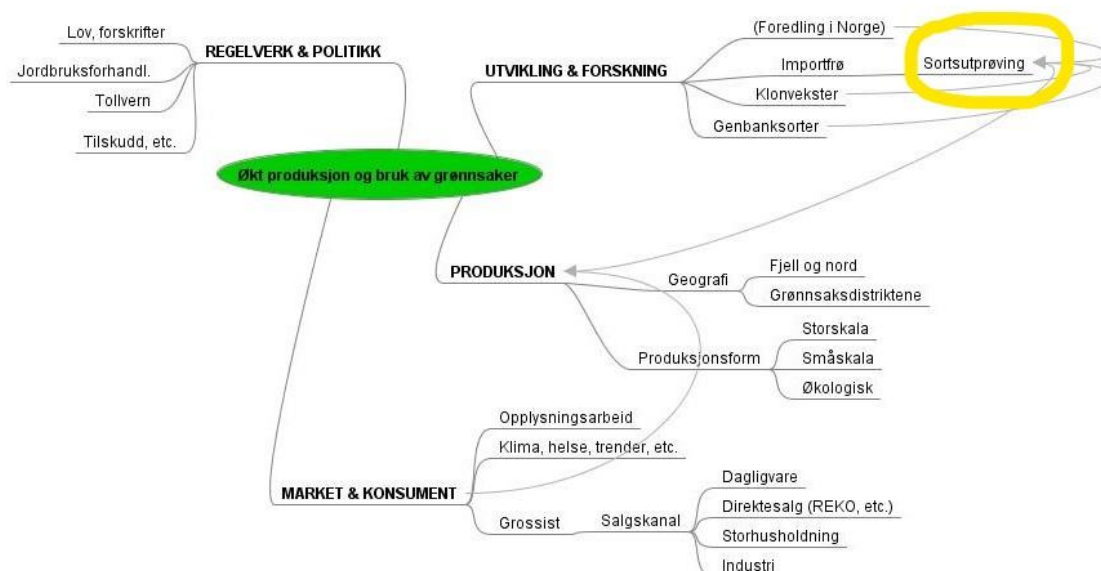 Lov, forskrifter
Jordbruksforhandl.
Tollvern
Tilskudd, etc.
REGELVERK & POLITIKK
UTVIKLING & FORSKNING
(Foredling i Norge)
Importfrø
Sortsutprøving
Klonvekster
Genbanksorter
Økt produksjon og bruk av grønnsaker
PRODUKSJON
Geografi
Fjell og nord
Grønnsaksdistriktene
Produksjonsform
Storskala
Småskala
Økologisk
MARKET & KONSUMENT
Opplysningsarbeid
Klima, helse, trender, etc.
Grossist
Salgskanal
Dagligvare
Direktesalg (REKO, etc.)
Storhusholdning
Industri